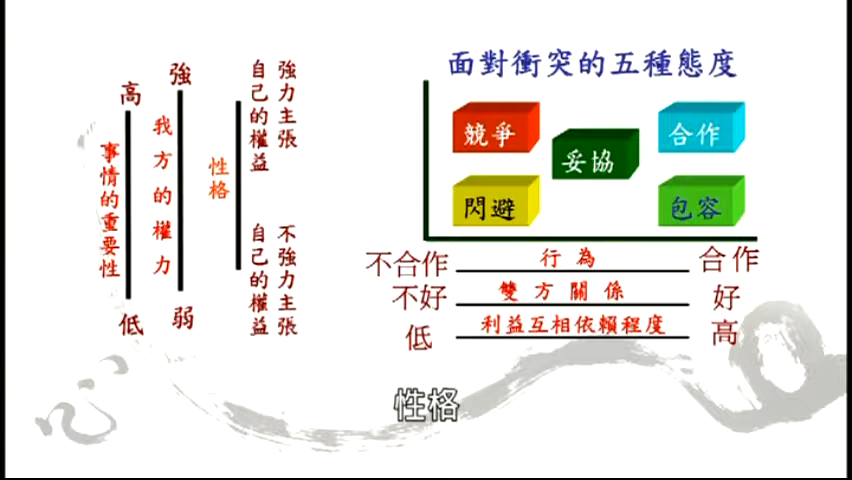 面對衝突的五種態度
高
事情的重要性
低
強
我方的權力
弱
性格
強力主張
自己的權益
不強力主張
自己的權益
競爭
妥協
合作
閃避
包容
不合作 行為 合作
不好 雙方關係 好
低 利益互相依賴程度 高
性格